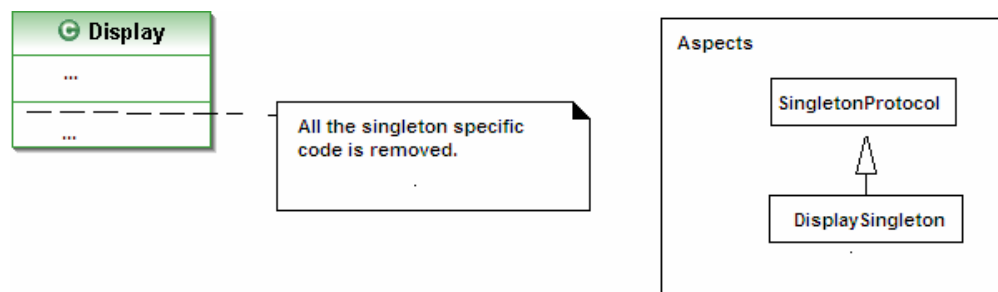 C Display
...
...
All the singleton specific
code is removed.
.
Aspects
SingletonProtocol
DisplaySingleton
.